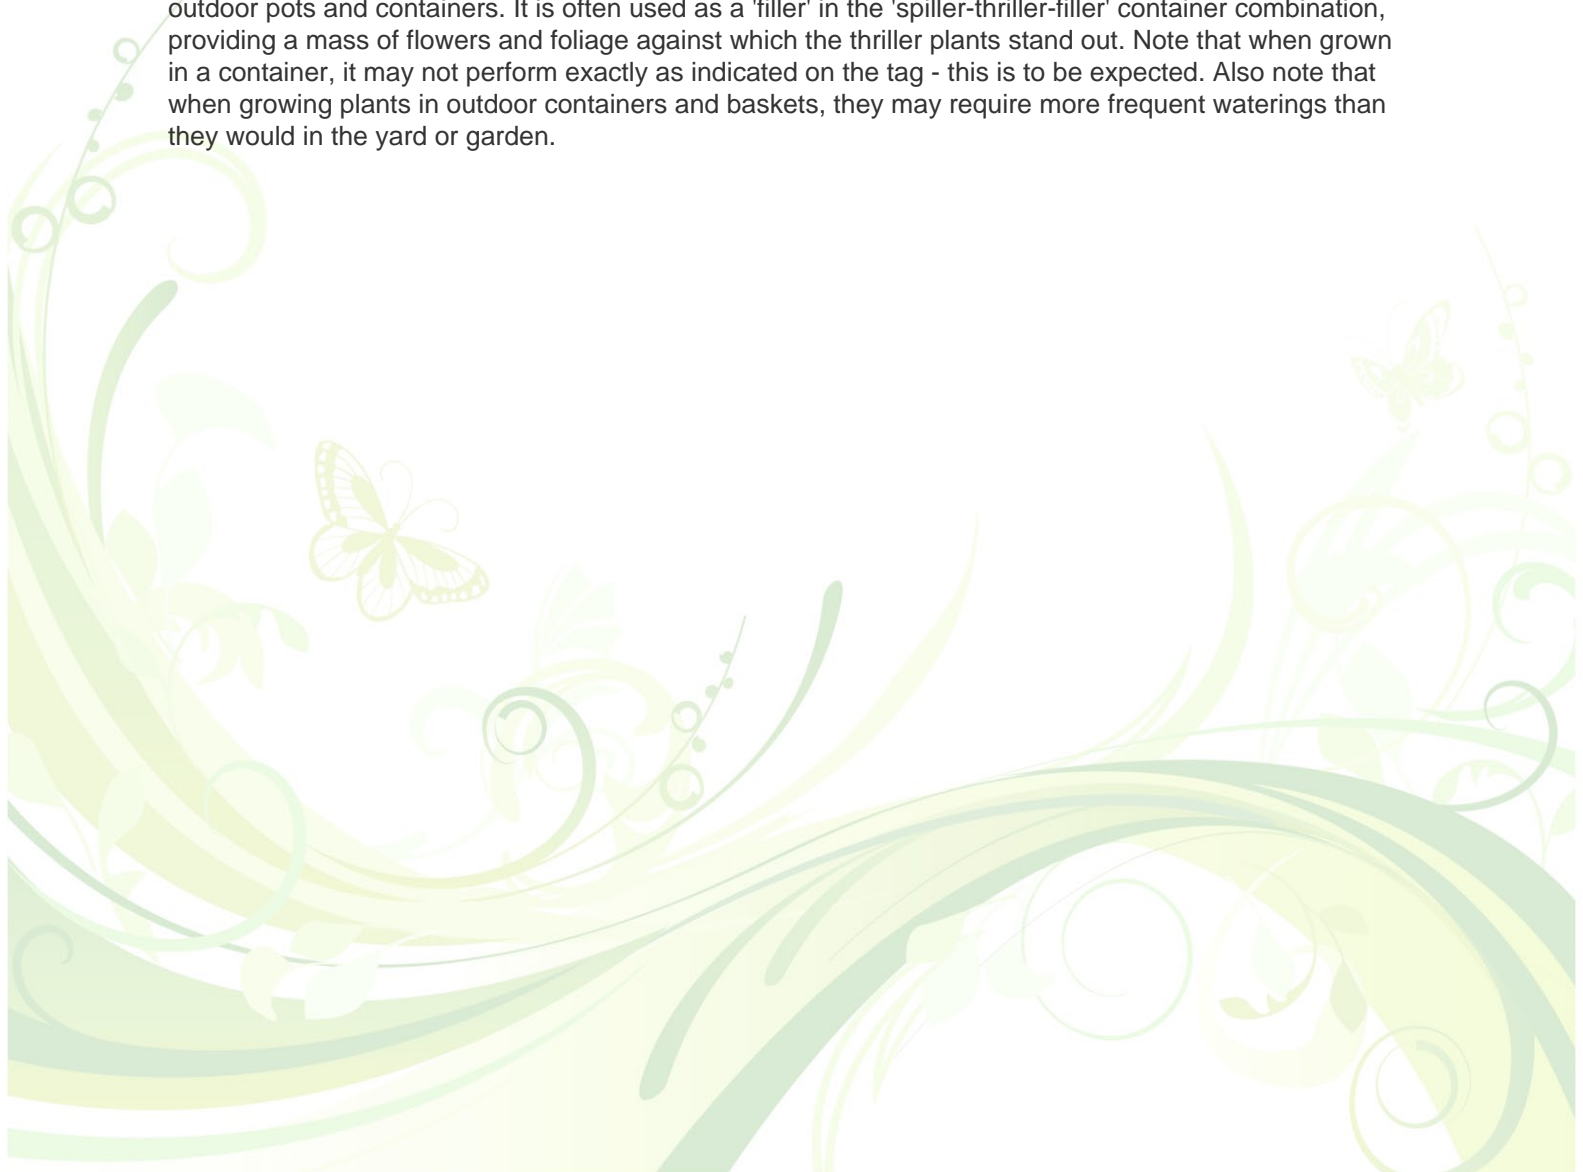 outdoor pots and containers. It is often used as a 'filler' in the 'spiller-thriller-filler' container combination,
providing a mass of flowers and foliage against which the thriller plants stand out. Note that when grown
in a container, it may not perform exactly as indicated on the tag - this is to be expected. Also note that
when growing plants in outdoor containers and baskets, they may require more frequent waterings than
they would in the yard or garden.